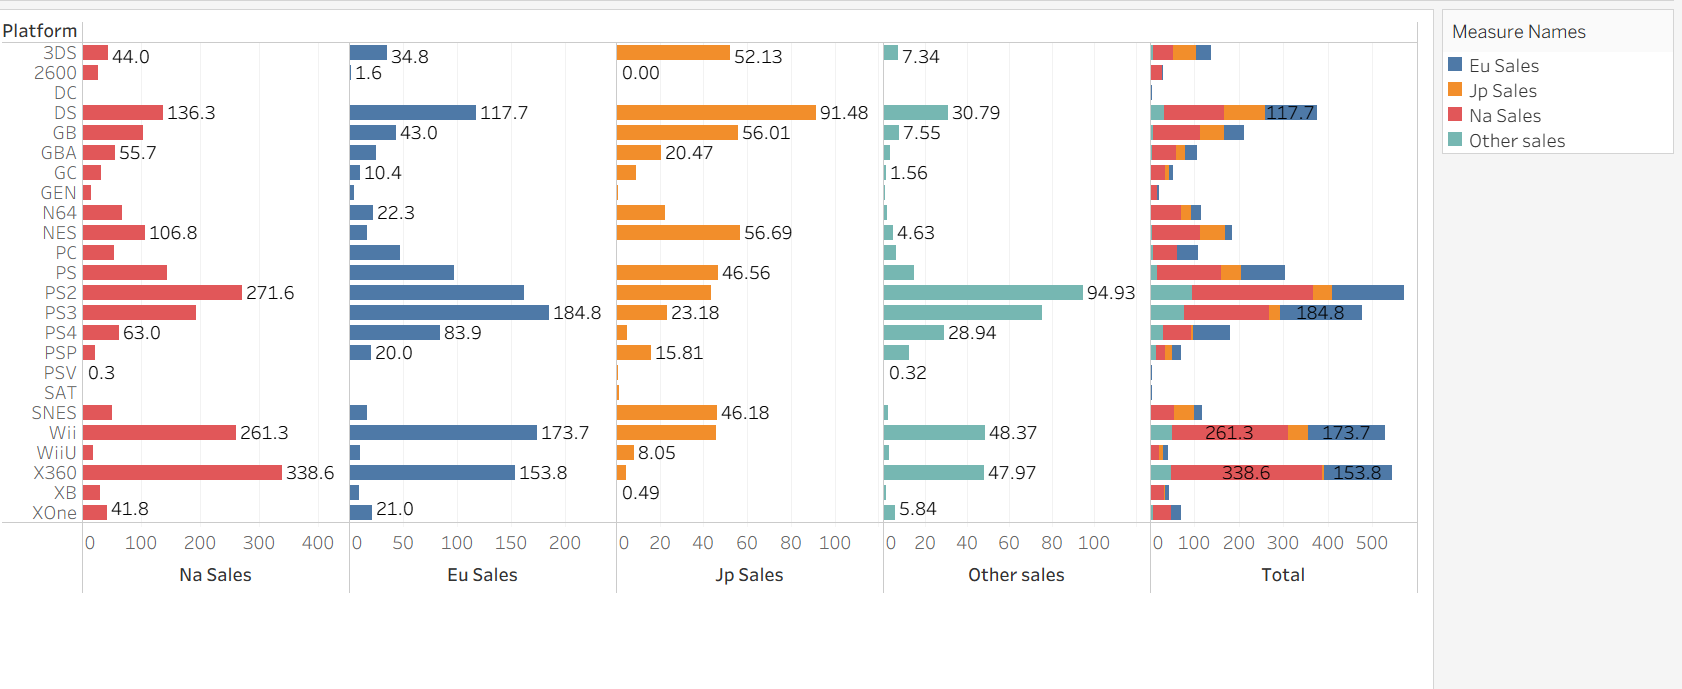 Platform
3DS 44.0 34.8 52.13 7.34
2600 1.6 0.00
DC
DS 136.3 117.7 91.48 30.79 117.7
GB 43.0 56.01 7.55
GBA 55.7 20.47
GC 10.4 1.56
GEN
N64 22.3
NES 106.8 56.69 4.63
PC
PS 46.56
PS2 271.6 94.93
PS3 184.8 23.18 184.8
PS4 63.0 83.9 28.94
PSP 20.0 15.81
PSV 0.3 0.32
SAT
SNES 46.18
Wii 261.3 173.7 48.37 261.3 173.7
WiiU 8.05
X360 338.6 153.8 47.97 338.6 153.8
XB 0.49
XOne 41.8 21.0 5.84
0 100 200 300 400 0 50 100 150 200 0 20 40 60 80 100 0 20 40 60 80 100 0 100 200 300 400 500
Na Sales Eu Sales Jp Sales Other sales Total
Measure Names
Eu Sales
Jp Sales
Na Sales
Other sales